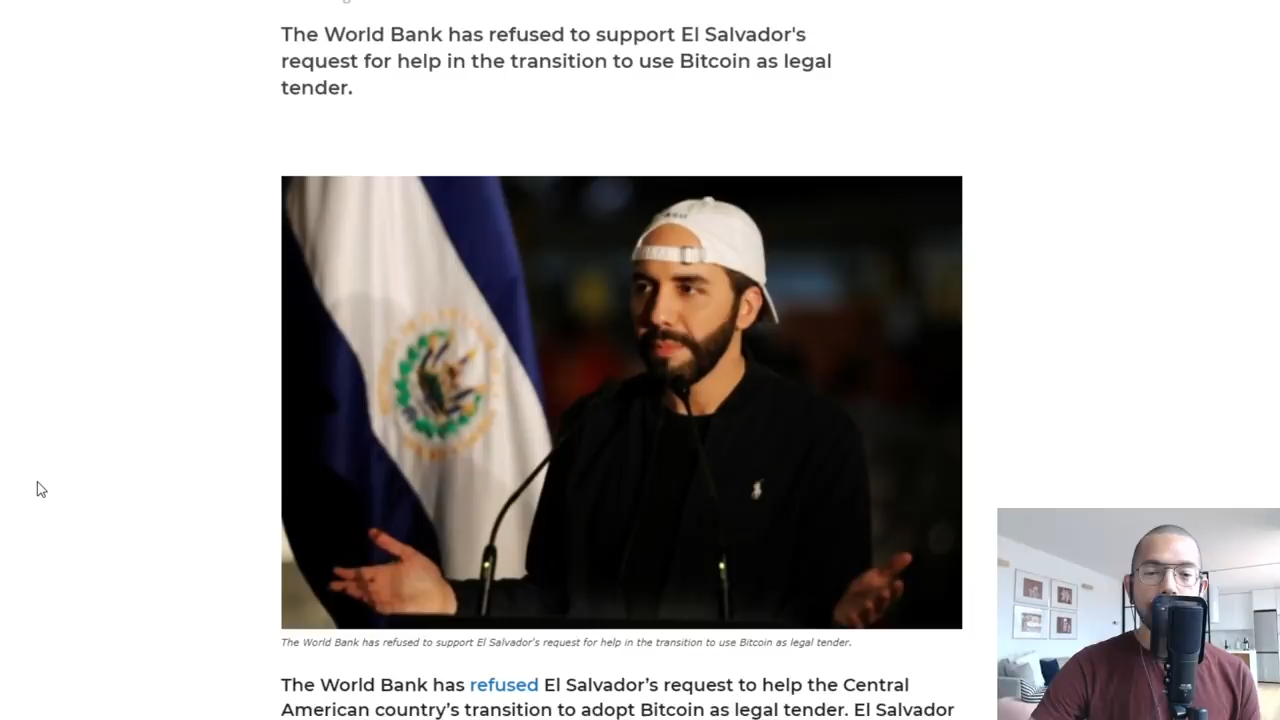 The World Bank has refused to support El Salvador's
request for help in the transition to use Bitcoin as legal
tender.
The World Bank has refused to support El Salvador's request for help in the transition to use Bitcoin as legal tender.
The World Bank has refused El Salvador’s request to help the Central
American country’s transition to adopt Bitcoin as legal tender. El Salvador